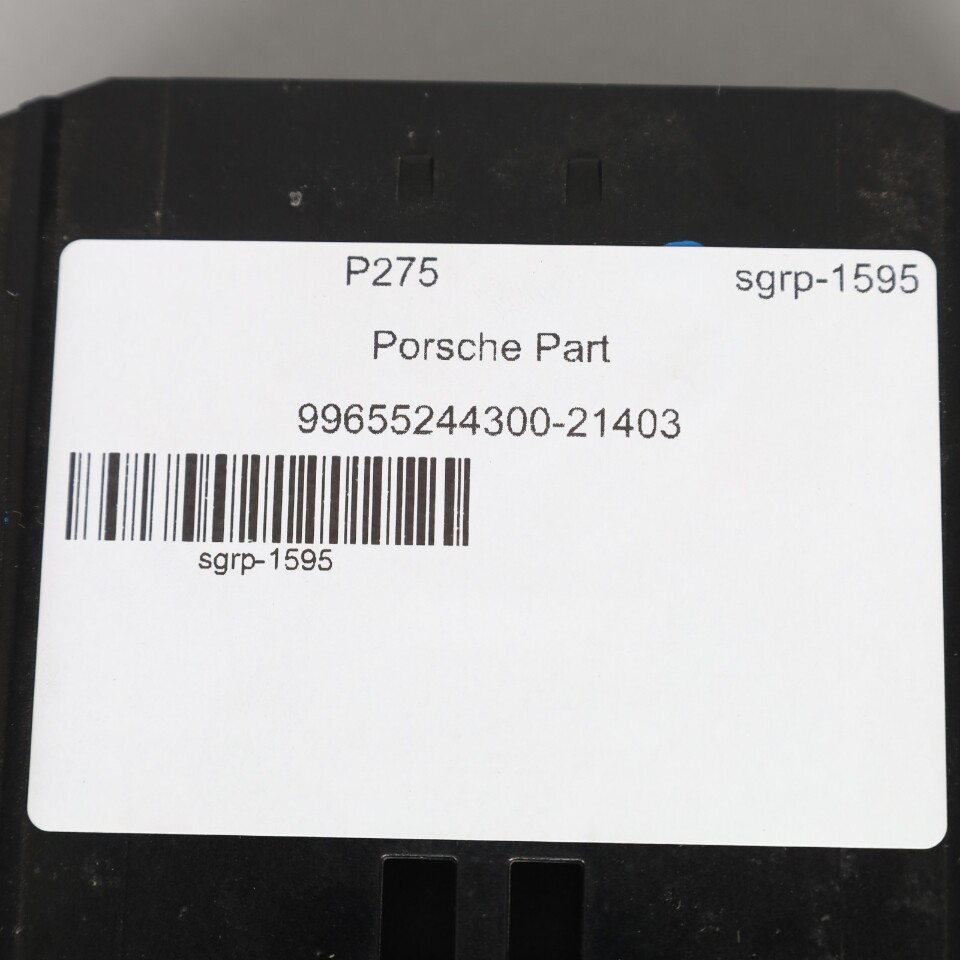 P275 sgrp-1595
Porsche Part
99655244300-21403
sgrp-1595